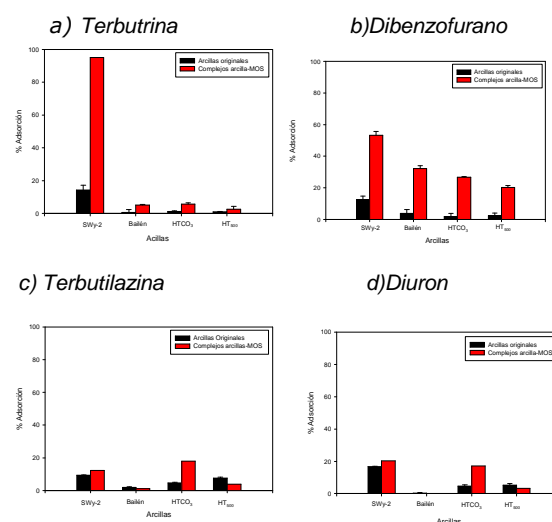 a) Terbutrina
% Adsorción
100
80
60
40
20
0
Arcillas originales
Complejos arcilla-MOS
SWy-2 Bailén HTCO3 HT500
Acillas
b)Dibenzofurano
% Adsorción
100
80
60
40
20
0
Arcillas originales
Complejos arcilla-MOS
SWy-2 Bailén HTCO3 HT500
Arcillas
c) Terbutilazina
% Adsorción
100
80
60
40
20
0
Arcillas Originales
Complejos arcillas-MOS
SWy-2 Bailén HTCO3 HT500
Arcillas
d)Diuron
% Adsorción
100
80
60
40
20
0
Arcillas originales
Complejos arcilla-MOS
SWy-2 Bailén HTCO3 HT500
Arcillas